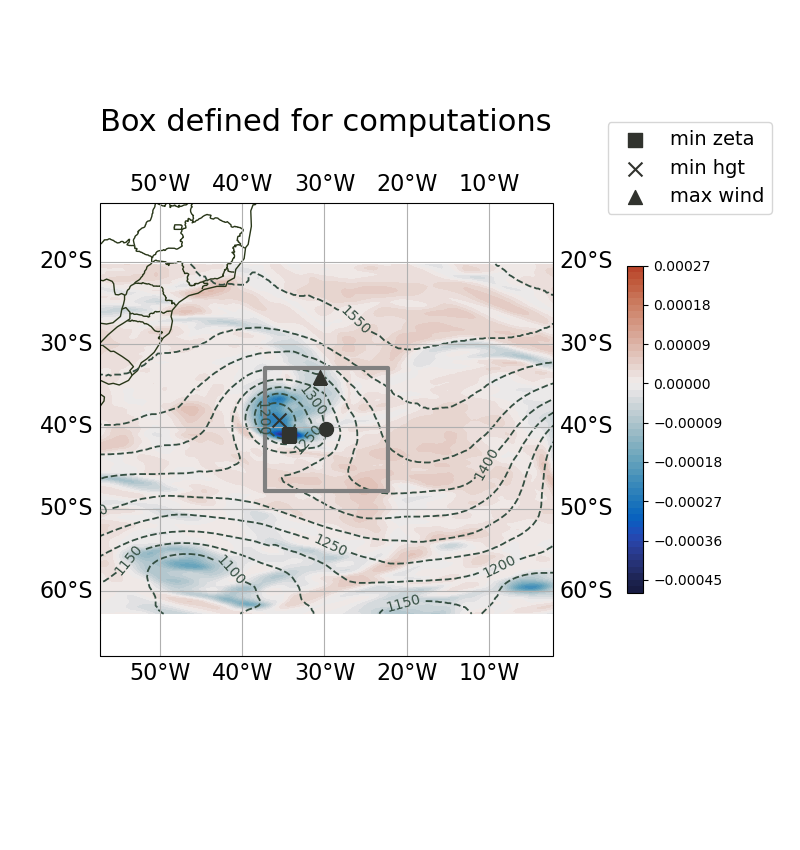 Box defined for computations
min zeta
min hgt
max wind
50°W 40°W 30°W 20°W 10°W
20°S 20°S
30°S 30°S
40°S 40°S
50°S 50°S
60°S 60°S
50°W 40°W 30°W 20°W 10°W
1550
1300
1250
1400
1250
1200
1150
1100
1150
0.00027
0.00018
0.00009
0.00000
−0.00009
−0.00018
−0.00027
−0.00036
−0.00045